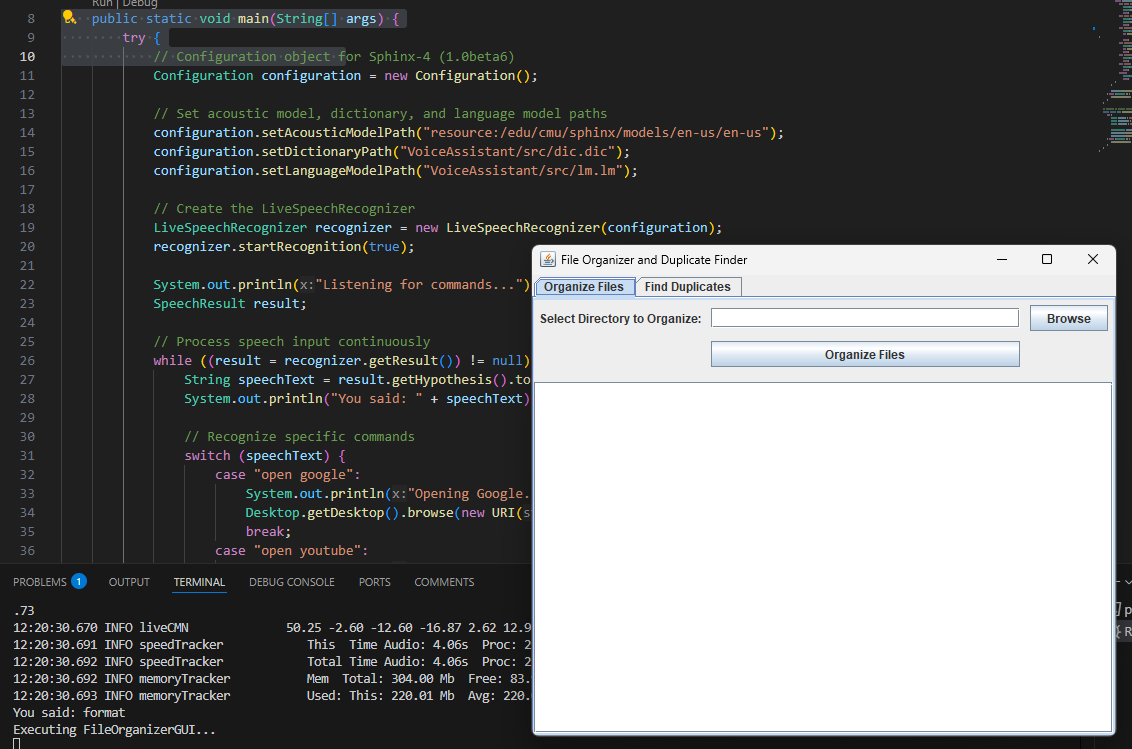 Run | Debug
8 public static void main(String[] args) {
9 try {
10 // Configuration object for Sphinx-4 (1.0beta6)
11 Configuration configuration = new Configuration();
12
13 // Set acoustic model, dictionary, and language model paths
14 configuration.setAcousticModelPath("resource:/edu/cmu/sphinx/models/en-us/en-us");
15 configuration.setDictionaryPath("VoiceAssistant/src/dic.dic");
16 configuration.setLanguageModelPath("VoiceAssistant/src/lm.lm");
17
18 // Create the LiveSpeechRecognizer
19 LiveSpeechRecognizer recognizer = new LiveSpeechRecognizer(configuration);
20 recognizer.startRecognition(true);
21
22 System.out.println(x:"Listening for commands...")
23 SpeechResult result;
24
25 // Process speech input continuously
26 while ((result = recognizer.getResult()) != null)
27 String speechText = result.getHypothesis().to
28 System.out.println("You said: " + speechText)
29
30 // Recognize specific commands
31 switch (speechText) {
32 case "open google":
33 System.out.println(x:"Opening Google.
34 Desktop.getDesktop().browse(new URI(s
35 break;
36 case "open youtube":
File Organizer and Duplicate Finder
Organize Files Find Duplicates
Select Directory to Organize: Browse
Organize Files
PROBLEMS 1 OUTPUT TERMINAL DEBUG CONSOLE PORTS COMMENTS
.73
12:20:30.670 INFO liveCMN 50.25 -2.60 -12.60 -16.87 2.62 12.9
12:20:30.691 INFO speedTracker This Time Audio: 4.06s Proc: 2
12:20:30.692 INFO speedTracker Total Time Audio: 4.06s Proc: 2
12:20:30.692 INFO memoryTracker Mem Total: 304.00 Mb Free: 83.
12:20:30.693 INFO memoryTracker Used: This: 220.01 Mb Avg: 220.
You said: format
Executing FileOrganizerGUI...